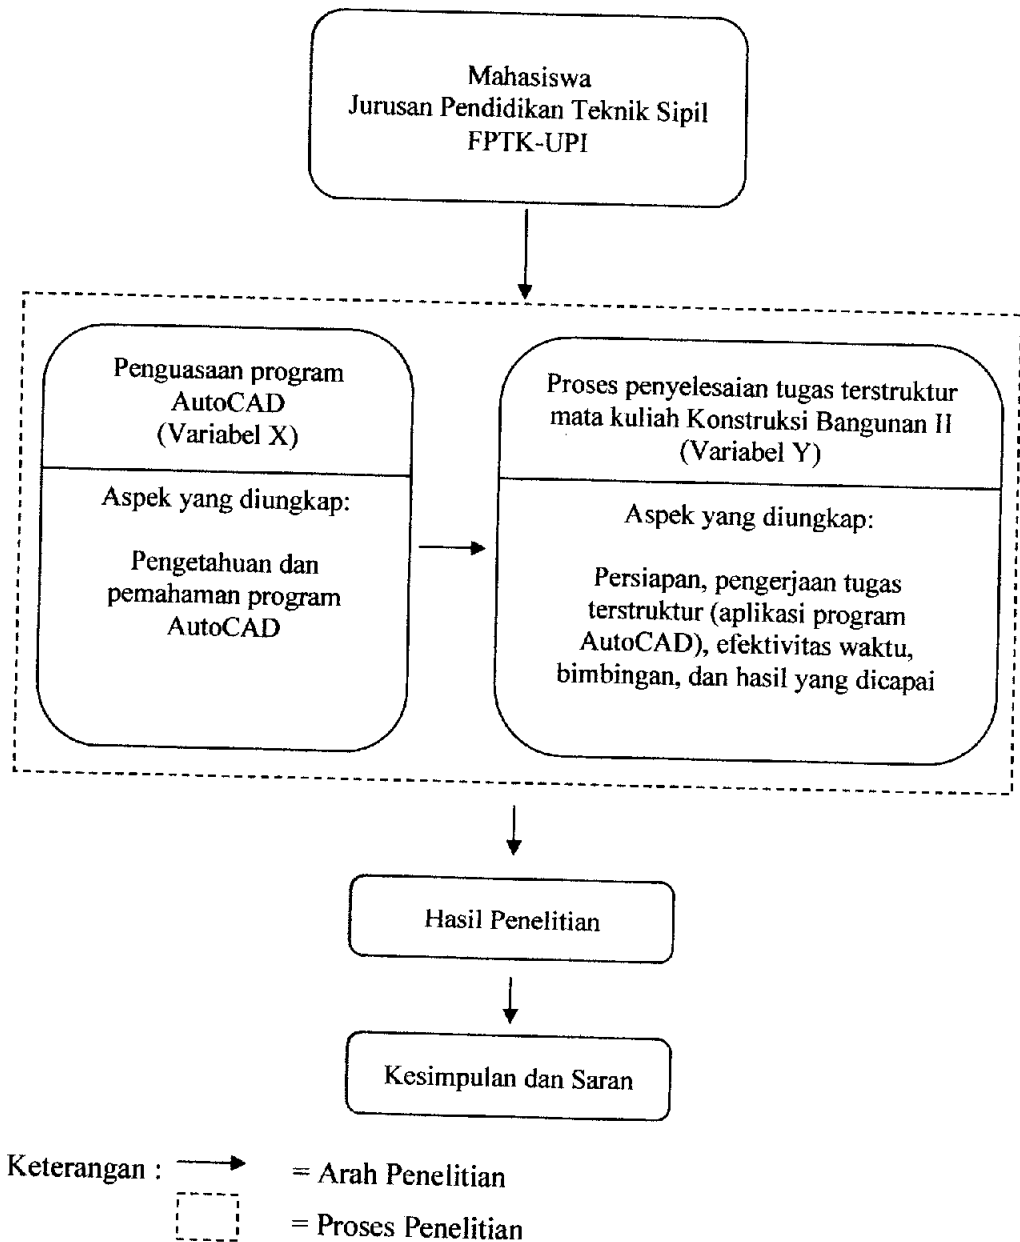 Mahasiswa
Jurusan Pendidikan Teknik Sipil
FPTK-UPI
Penguasaan program
AutoCAD
(Variabel X)
Aspek yang diungkap:
Pengetahuan dan
pemahaman program
AutoCAD
Proses penyelesaian tugas terstruktur
mata kuliah Konstruksi Bangunan II
(Variabel Y)
Aspek yang diungkap:
Persiapan, pengerjaan tugas
terstruktur (aplikasi program
AutoCAD), efektivitas waktu,
bimbingan, dan hasil yang dicapai
Hasil Penelitian
Kesimpulan dan Saran
Keterangan : = Arah Penelitian
= Proses Penelitian